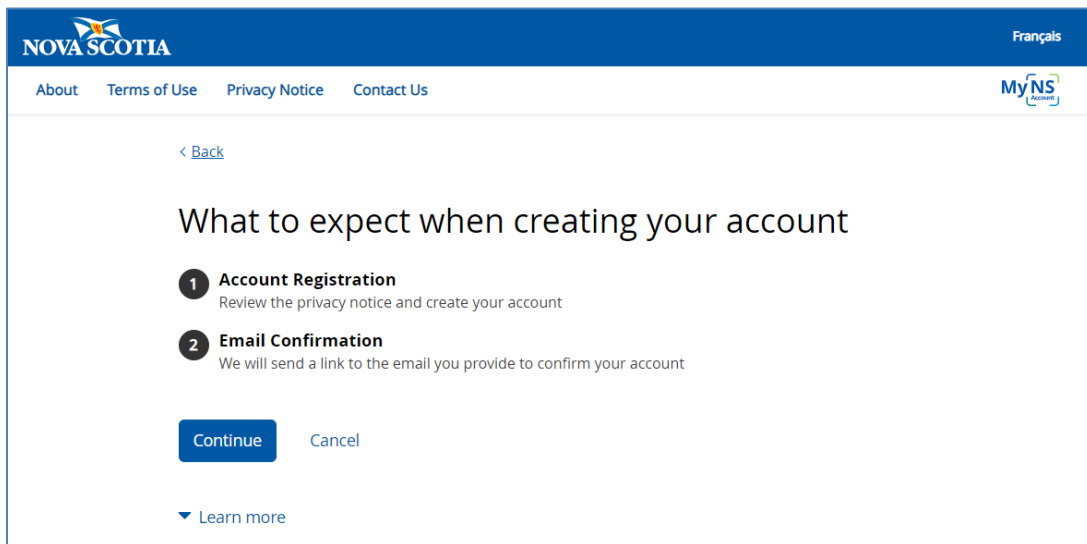 NOVA SCOTIA
Français
About Terms of Use Privacy Notice Contact Us
MyNS
Account
< Back
What to expect when creating your account
1 Account Registration
Review the privacy notice and create your account
2 Email Confirmation
We will send a link to the email you provide to confirm your account
Continue Cancel
Learn more